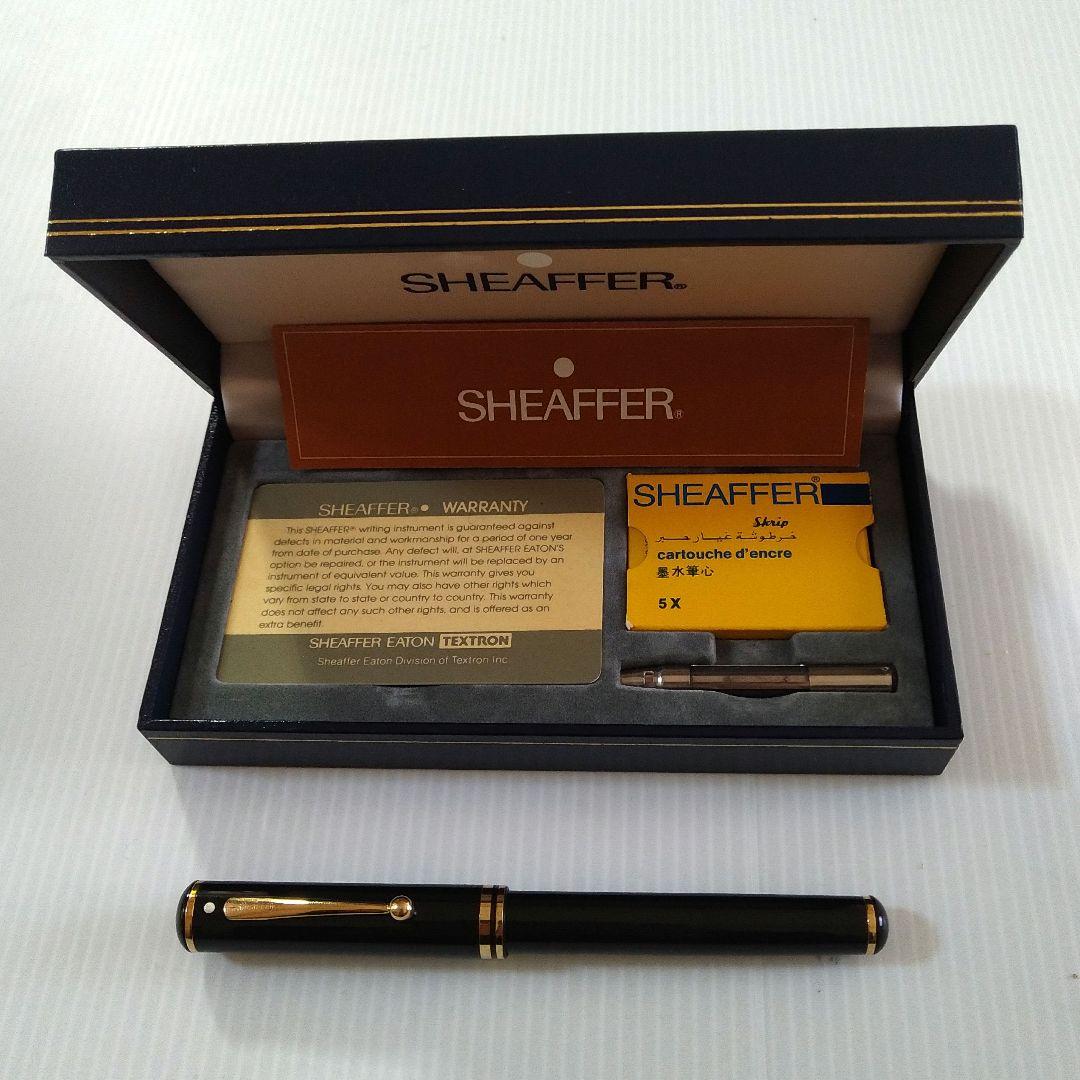 SHEAFFER®
SHEAFFER®
SHEAFFER® • WARRANTY
This SHEAFFER® writing instrument is guaranteed against
defects in material and workmanship for a period of one year
from date of purchase. Any defect will, at SHEAFFER EATON'S
option be repaired, or the instrument will be replaced by an
instrument of equivalent value. This warranty gives you
specific legal rights. You may also have other rights which
vary from state to state or country to country. This warranty
does not affect any such other rights, and is offered as an
extra benefit.
SHEAFFER EATON TEXTRON
Sheaffer Eaton Division of Textron Inc
SHEAFFER®
Skrip
خرطوشة غيار حبر
cartouche d'encre
墨水筆心
5 X